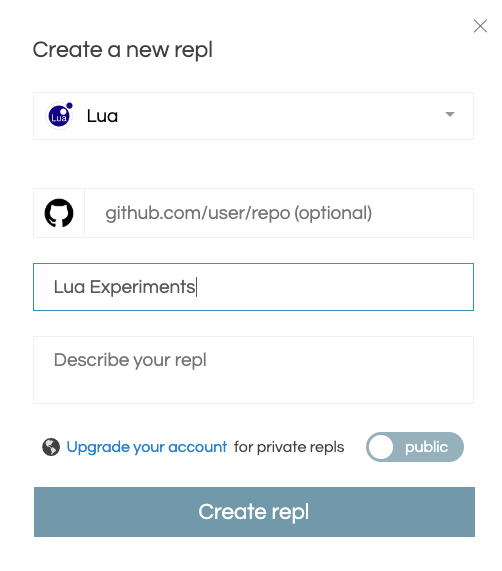 Create a new repl
Lua
Lua
github.com/user/repo (optional)
Lua Experiments
Describe your repl
Upgrade your account for private repls
public
Create repl